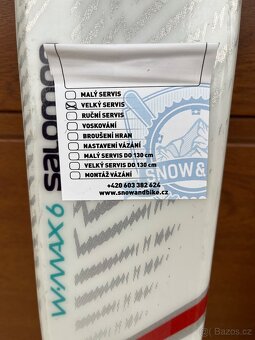 MALÝ SERVIS
VELKÝ SERVIS
RUČNÍ SERVIS
VOSKOVÁNÍ
BROUŠENÍ HRAN
NASTAVENÍ VÁZÁNÍ
MALÝ SERVIS DO 130 cm
VELKÝ SERVIS DO 130 cm
MONTÁŽ VÁZÁNÍ
+420 603 382 624
www.snowandbike.cz
SNOW&
salomon
W·MAX 6
Bazos.cz